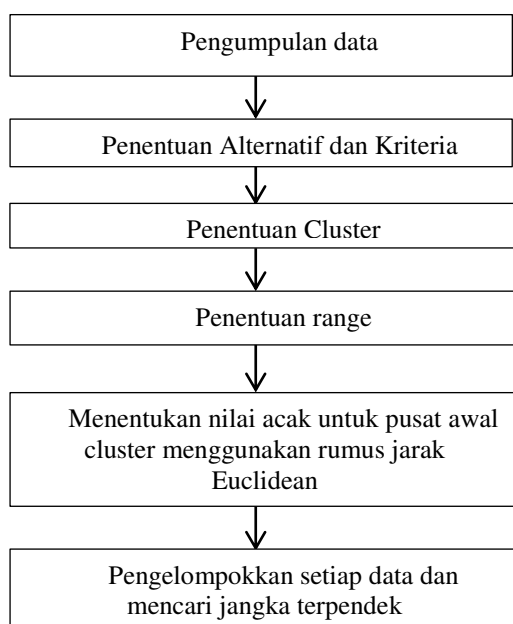 Pengumpulan data
Penentuan Alternatif dan Kriteria
Penentuan Cluster
Penentuan range
Menentukan nilai acak untuk pusat awal
cluster menggunakan rumus jarak
Euclidean
Pengelompokkan setiap data dan
mencari jangka terpendek